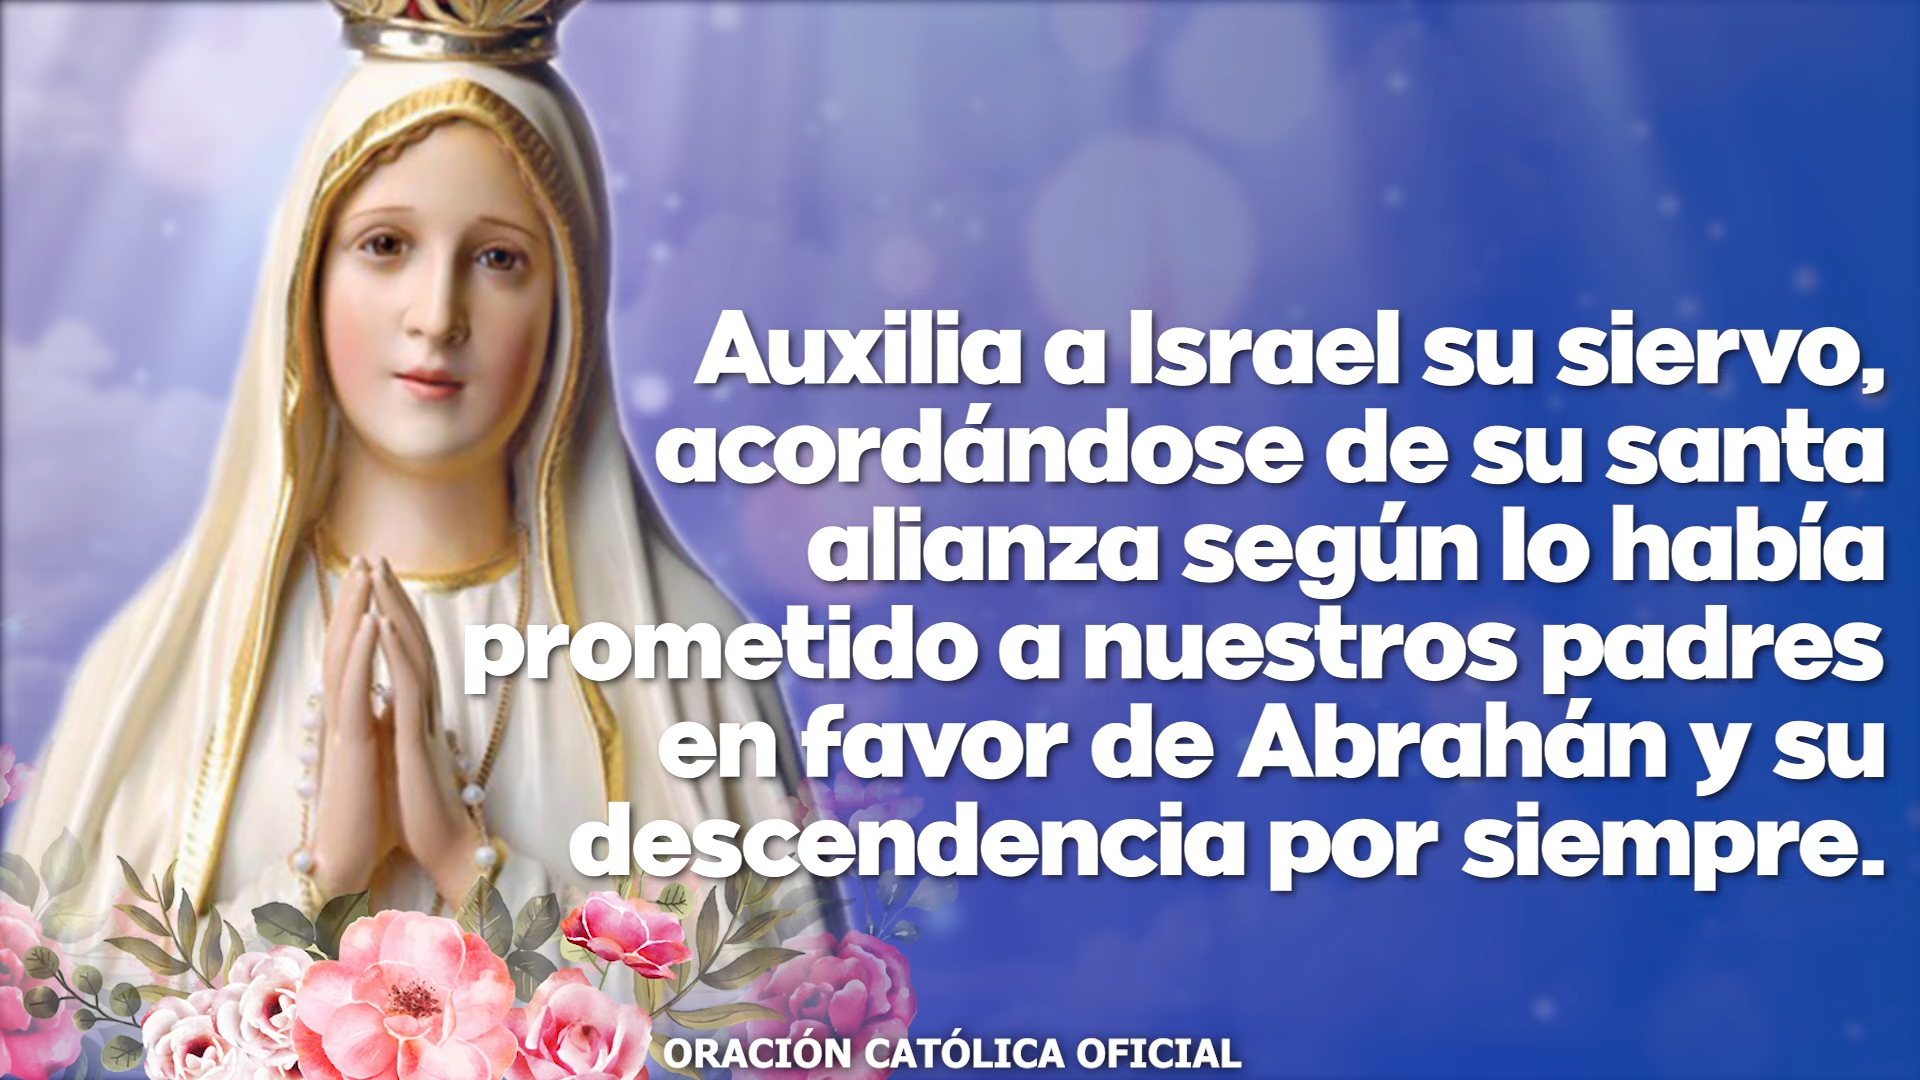 Auxilia a Israel su siervo,
acordándose de su santa
alianza según lo había
prometido a nuestros padres
en favor de Abrahán y su
descendencia por siempre.
ORACIÓN CATÓLICA OFICIAL